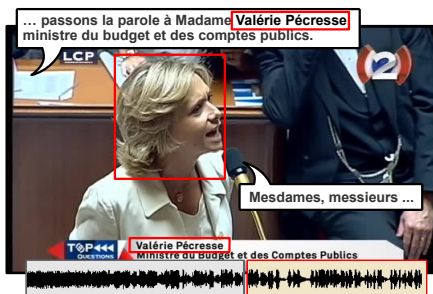 ... passons la parole à Madame Valérie Pécresse
ministre du budget et des comptes publics.
LCP
2
Mesdames, messieurs ...
TOP
QUESTIONS
Valérie Pécresse
Ministre du Budget et des Comptes Publics